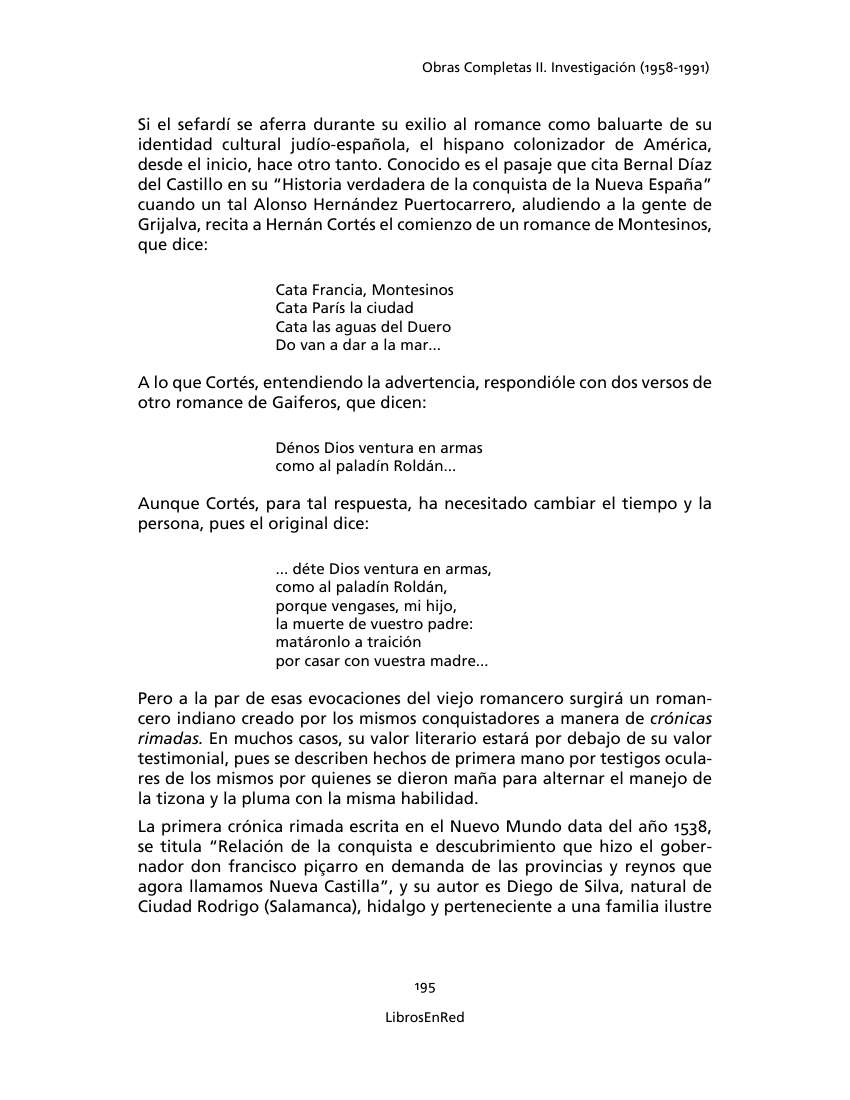 Obras Completas II. Investigación (1958-1991)
Si el sefardí se aferra durante su exilio al romance como baluarte de su
identidad cultural judío-española, el hispano colonizador de América,
desde el inicio, hace otro tanto. Conocido es el pasaje que cita Bernal Díaz
del Castillo en su “Historia verdadera de la conquista de la Nueva España”
cuando un tal Alonso Hernández Puertocarrero, aludiendo a la gente de
Grijalva, recita a Hernán Cortés el comienzo de un romance de Montesinos,
que dice:
Cata Francia, Montesinos
Cata París la ciudad
Cata las aguas del Duero
Do van a dar a la mar...
A lo que Cortés, entendiendo la advertencia, respondióle con dos versos de
otro romance de Gaiferos, que dicen:
Dénos Dios ventura en armas
como al paladín Roldán...
Aunque Cortés, para tal respuesta, ha necesitado cambiar el tiempo y la
persona, pues el original dice:
... déte Dios ventura en armas,
como al paladín Roldán,
porque vengases, mi hijo,
la muerte de vuestro padre:
matáronlo a traición
por casar con vuestra madre...
Pero a la par de esas evocaciones del viejo romancero surgirá un roman-
cero indiano creado por los mismos conquistadores a manera de crónicas
rimadas. En muchos casos, su valor literario estará por debajo de su valor
testimonial, pues se describen hechos de primera mano por testigos ocula-
res de los mismos por quienes se dieron maña para alternar el manejo de
la tizona y la pluma con la misma habilidad.
La primera crónica rimada escrita en el Nuevo Mundo data del año 1538,
se titula “Relación de la conquista e descubrimiento que hizo el gober-
nador don francisco piçarro en demanda de las provincias y reynos que
agora llamamos Nueva Castilla”, y su autor es Diego de Silva, natural de
Ciudad Rodrigo (Salamanca), hidalgo y perteneciente a una familia ilustre
195
LibrosEnRed